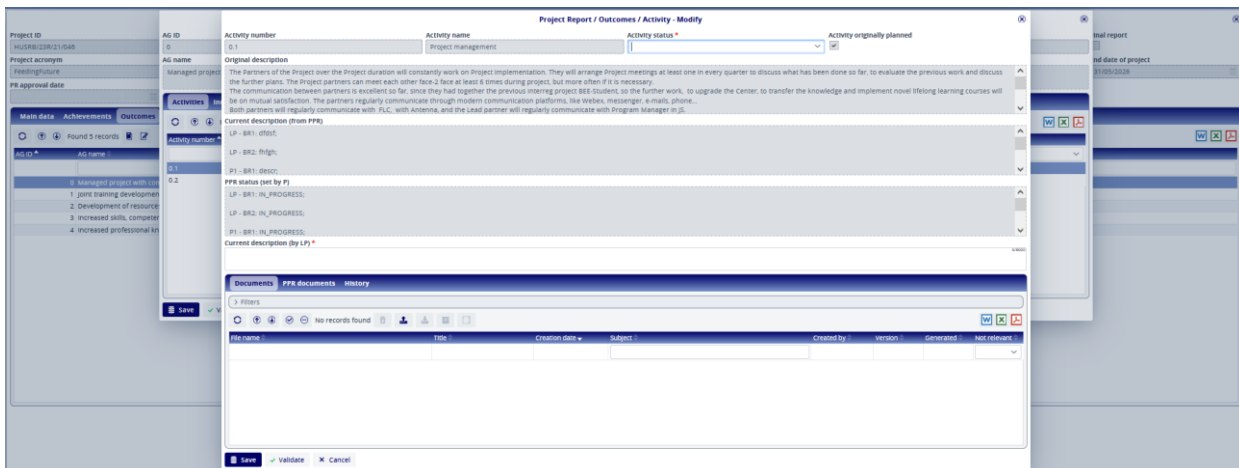 Project Report / Outcomes / Activity - Modify
Project ID
HUSRB/23R/21/046
Project acronym
FeedingFuture
PR approval date
Main data Achievements Outcomes
Found 5 records
AG ID AG name
0 Managed project with con
1 Joint training developmen
2 Development of resource
3 Increased skills, competer
4 Increased professional kn
AG ID
0
AG name
Managed project
Activities
Activity number
0.1
0.2
Save
Activity number Activity name Activity status * Activity originally planned
0.1 Project management
Original description
The Partners of the Project over the Project duration will constantly work on Project implementation. They will arrange Project meetings at least one in every quarter to discuss what has been done so far, to evaluate the previous work and discuss
the further plans. The Project partners can meet each other face-2 face at least 6 times during project, but more often if it is necessary.
The communication between partners is excellent so far, since they had together the previous Interreg project BEE-Student, so the further work, to upgrade the Center, to transfer the knowledge and implement novel lifelong learning courses will
be on mutual satisfaction. The partners regularly communicate through modern communication platforms, like Webex, messenger, e-mails, phone...
Both partners will regularly communicate with FLC, with Antenna, and the Lead partner will regularly communicate with Program Manager in JS.
Current description (from PPR)
LP - BR1: dfdsf;
LP - BR2: fhfgh;
P1 - BR1: descr;
PPR status (set by P)
LP - BR1: IN_PROGRESS;
LP - BR2: IN_PROGRESS;
P1 - BR1: IN_PROGRESS;
Current description (by LP) *
Documents PPR documents History
Filters
No records found
File name Title Creation date Subject Created by Version Generated Not relevant
Save Validate Cancel
inal report
nd date of project
31/05/2026